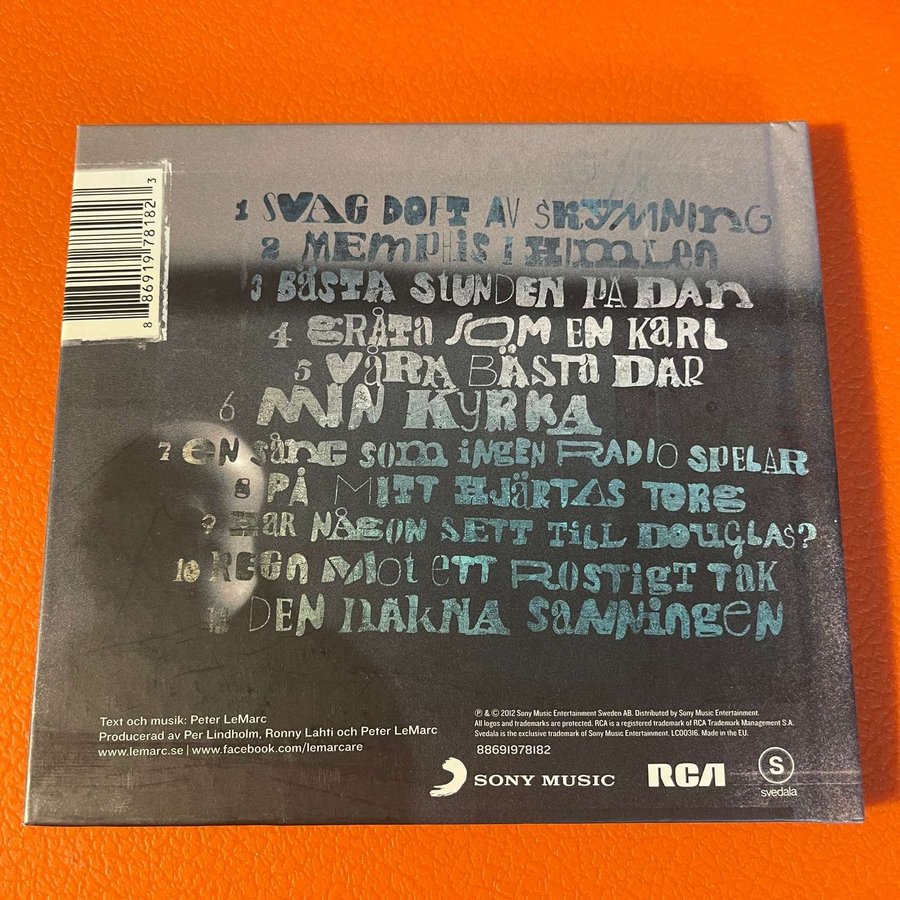 1 SVAG DOFT AV SKYMNING
2 MEMPHIS I HIMLEN
3 BÄSTA STUNDEN PÅ DAN
4 GRÅTA SOM EN KARL
5 VÅRA BÄSTA DAR
6 MIN KYRKA
7 EN SÅNG SOM INGEN RADIO SPELAR
8 PÅ MITT HJÄRTAS TORG
9 HAR NÅGON SETT TILL DOUGLAS?
10 REGN MOT ETT ROSTIGT TAK
11 DEN NAKNA SANNINGEN
8 86919 78182 3
Text och musik: Peter LeMarc
Producerad av Per Lindholm, Ronny Lahti och Peter LeMarc
www.lemarc.se | www.facebook.com/lemarcare
℗ & © 2012 Sony Music Entertainment Sweden AB. Distributed by Sony Music Entertainment.
All logos and trademarks are protected. RCA is a registered trademark of RCA Trademark Management S.A.
Svedala is the exclusive trademark of Sony Music Entertainment. LC00316. Made in the EU.
88691978182
SONY MUSIC
RCA
S
svedala